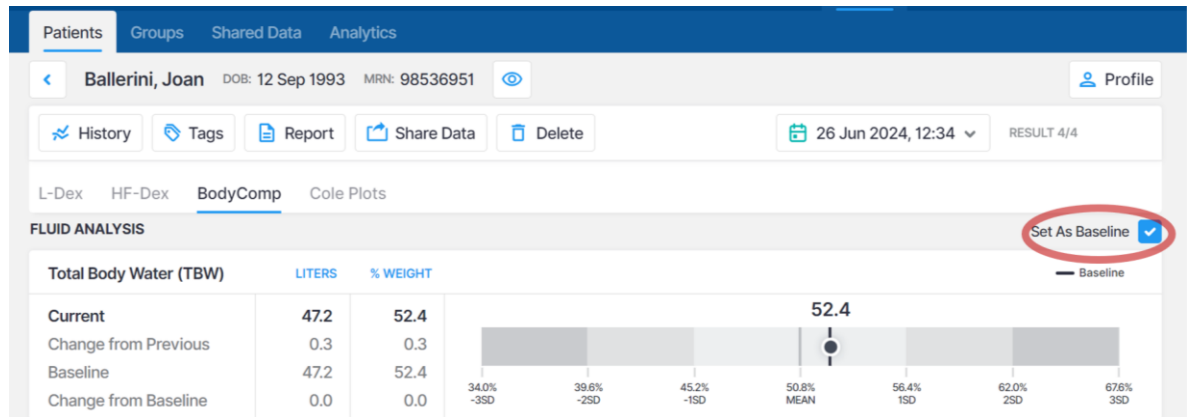 Patients Groups Shared Data Analytics
Ballerini, Joan DOB: 12 Sep 1993 MRN: 98536951 Profile
History Tags Report Share Data Delete 26 Jun 2024, 12:34 RESULT 4/4
L-Dex HF-Dex BodyComp Cole Plots
FLUID ANALYSIS Set As Baseline
Total Body Water (TBW) LITERS % WEIGHT Baseline
Current 47.2 52.4 52.4
Change from Previous 0.3 0.3
Baseline 47.2 52.4
Change from Baseline 0.0 0.0
34.0% 39.6% 45.2% 50.8% 56.4% 62.0% 67.6%
-3SD -2SD -1SD MEAN 1SD 2SD 3SD